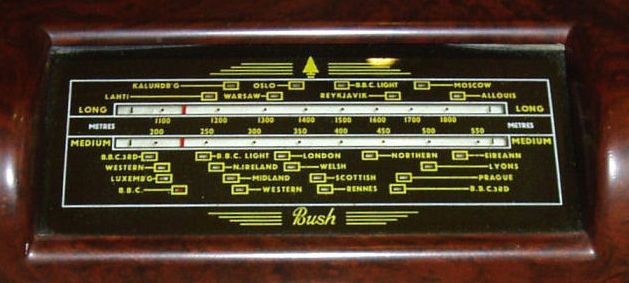 KALUNDB'G OSLO B.B.C. LIGHT MOSCOW
LAHTI WARSAW REYKJAVIK ALLOUIS
LONG LONG
METRES 1100 1200 1300 1400 1500 1600 1700 1800 METRES
200 250 300 350 400 450 500 550
MEDIUM MEDIUM
B.B.C.3RD B.B.C. LIGHT LONDON NORTHERN EIREANN
WESTERN N.IRELAND WELSH LYONS
LUXEMB'G MIDLAND SCOTTISH PRAGUE
B.B.C. WESTERN RENNES B.B.C.3RD
Bush